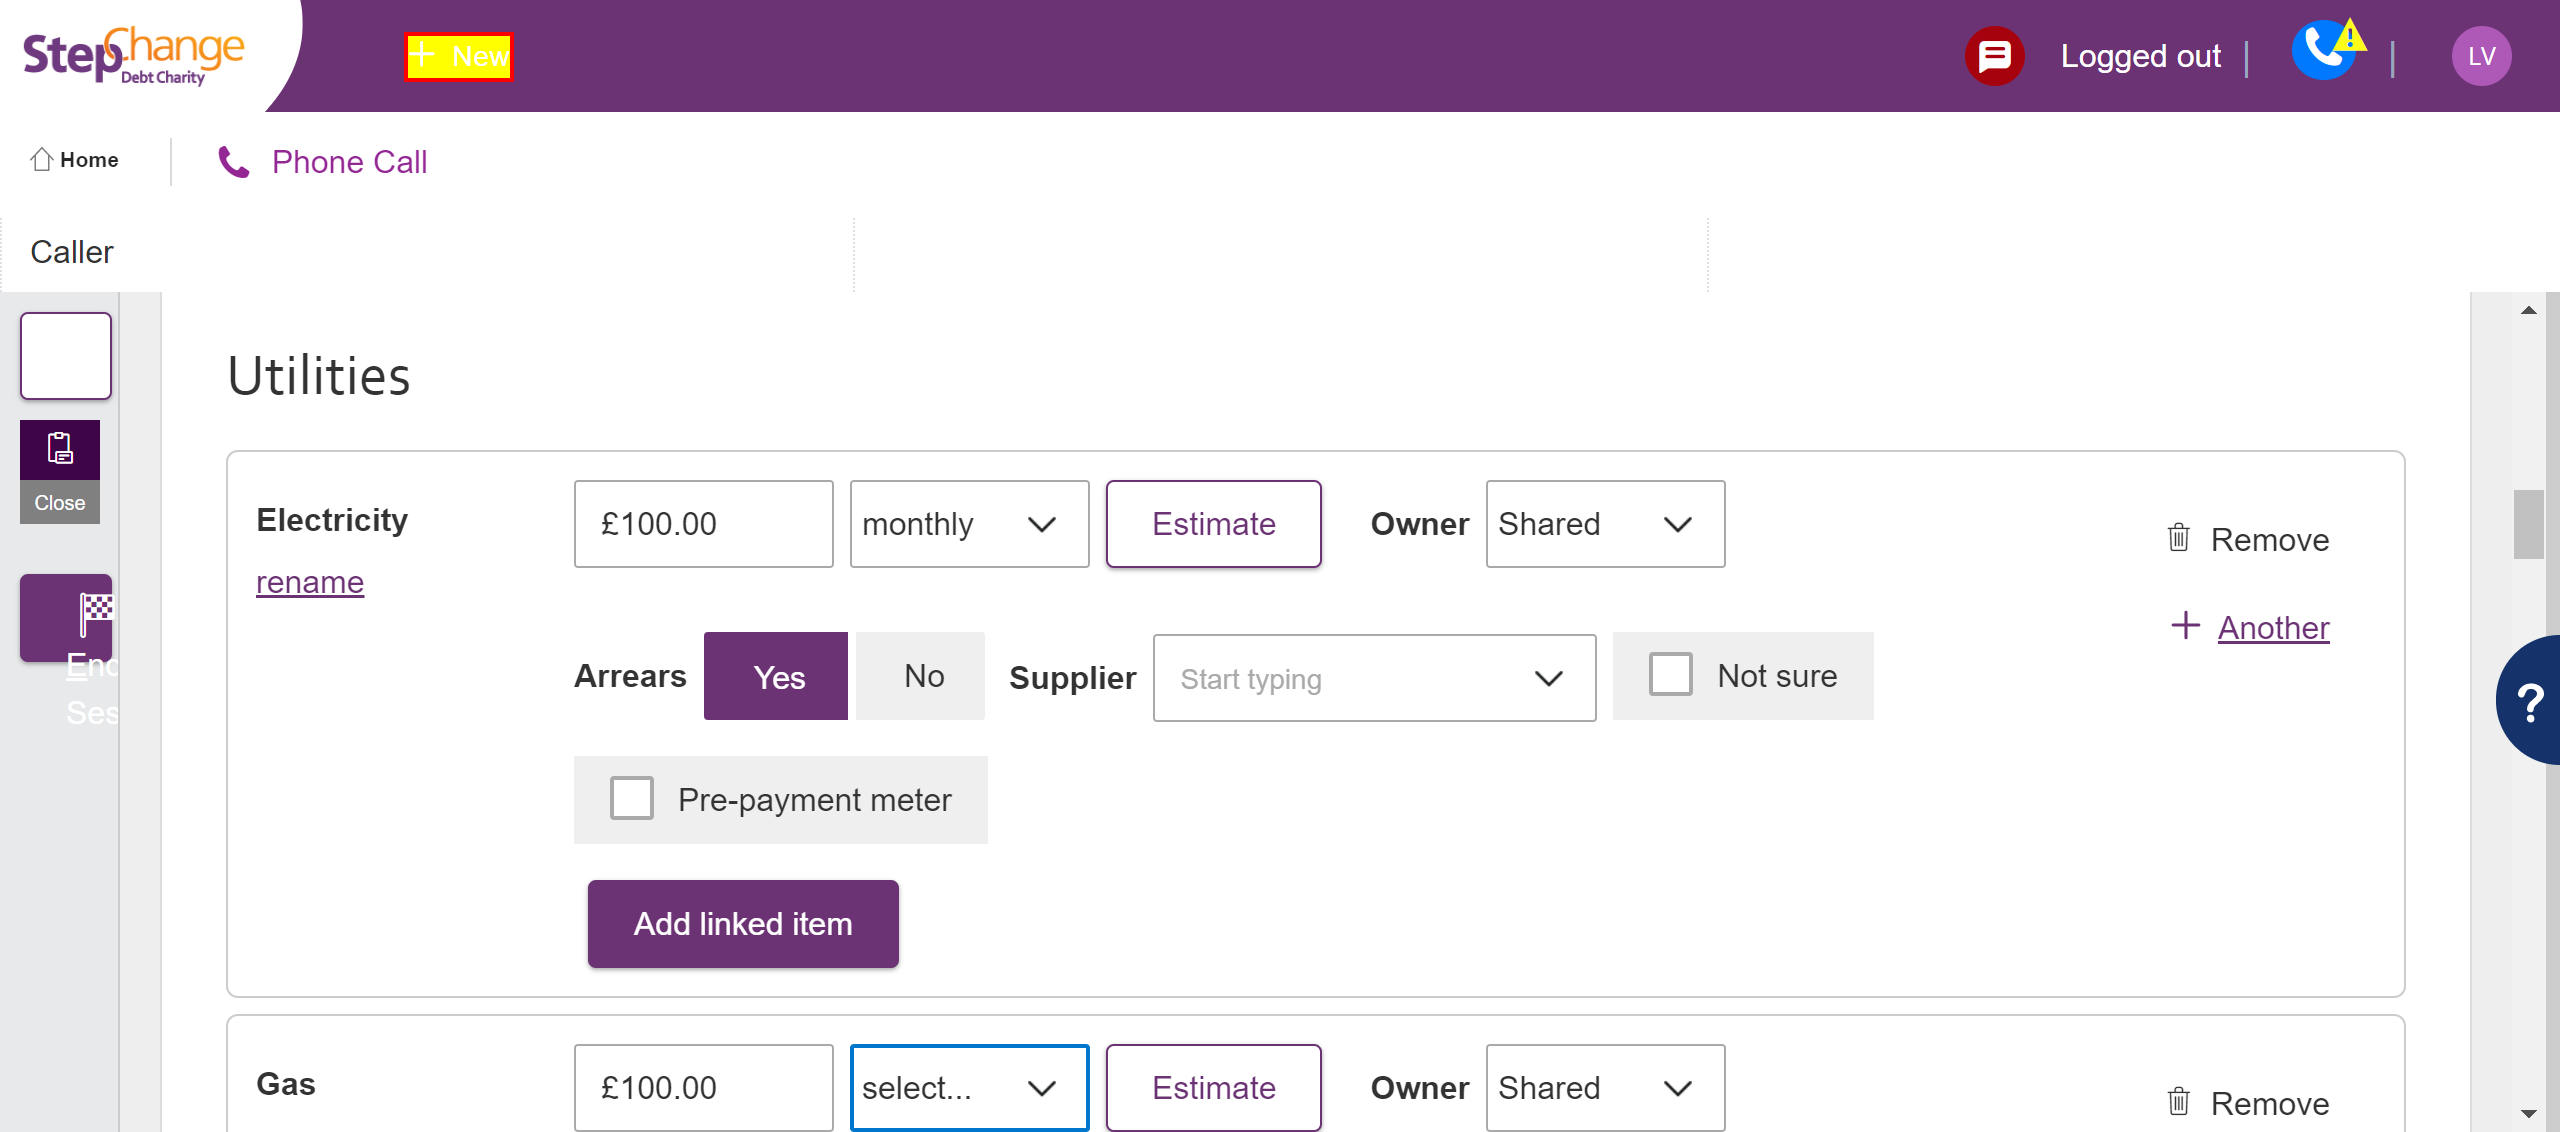 StepChange
Debt Charity
+ New
Logged out
LV
Home
Phone Call
Caller
Close
End
Ses
Utilities
Electricity
rename
£100.00
monthly
Estimate
Owner
Shared
Remove
Another
Arrears
Yes
No
Supplier
Start typing
Not sure
Pre-payment meter
Add linked item
?
Gas
£100.00
select...
Estimate
Owner
Shared
Remove